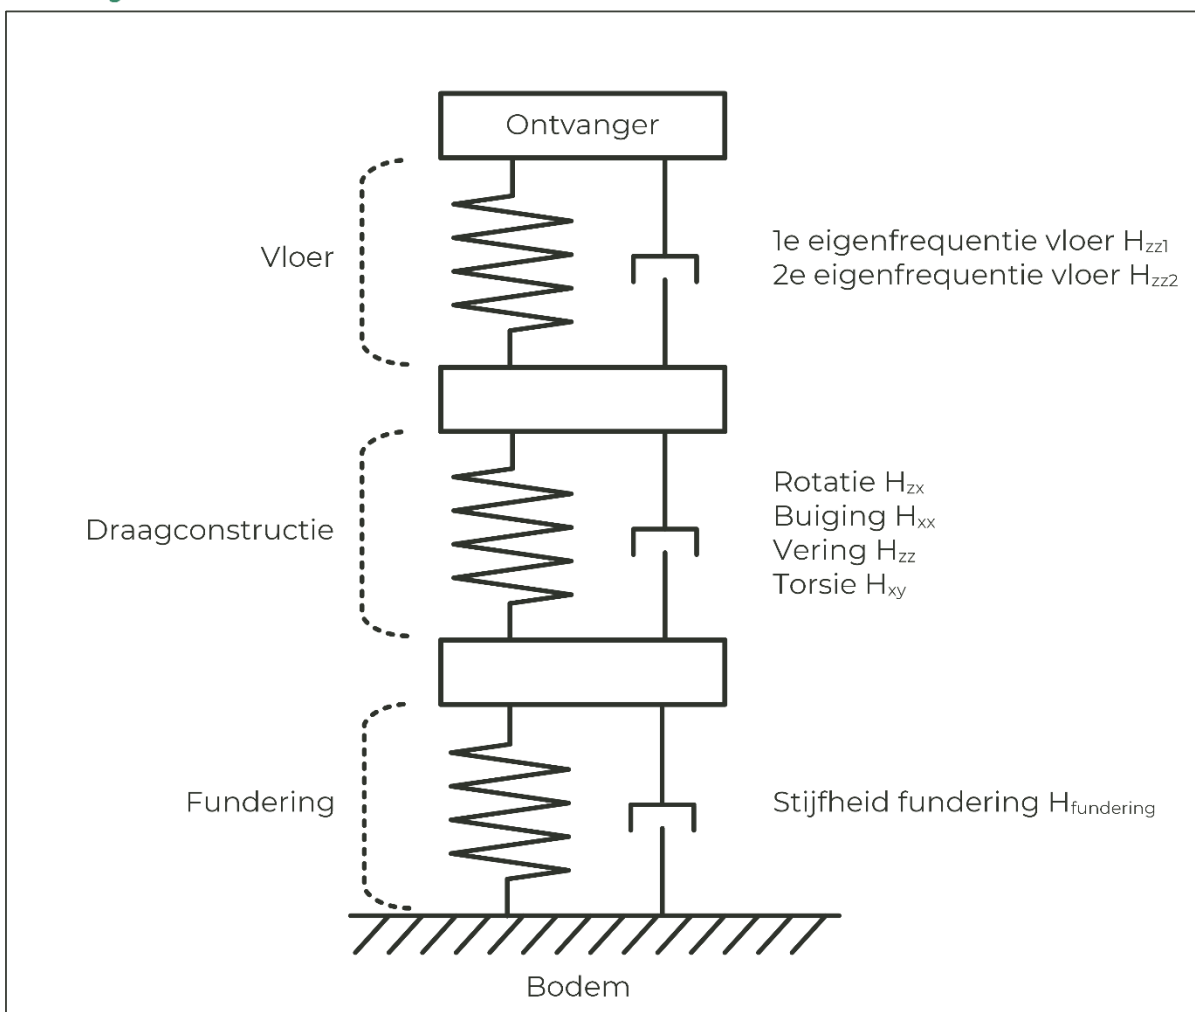 Ontvanger
Vloer
1e eigenfrequentie vloer Hzz1
2e eigenfrequentie vloer Hzz2
Draagconstructie
Rotatie Hzx
Buiging Hxx
Vering Hzz
Torsie Hxy
Fundering
Stijfheid fundering Hfundering
Bodem